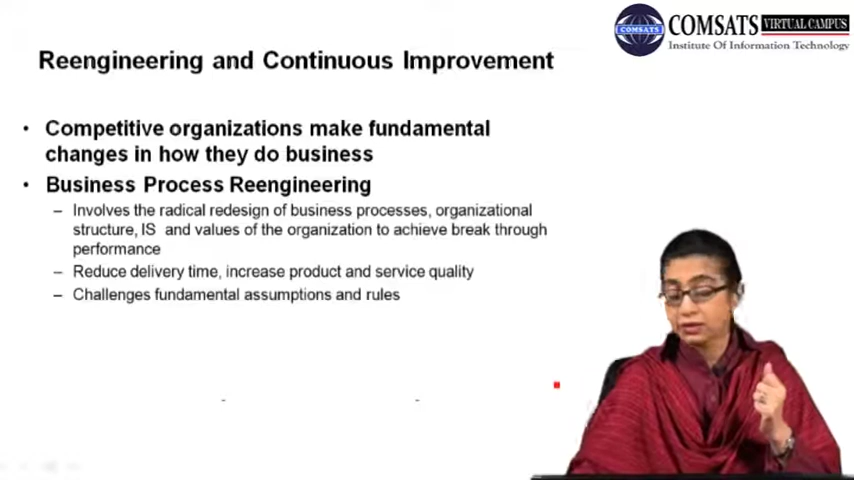 COMSATS VIRTUAL CAMPUS
Institute Of Information Technology
COMSATS
Reengineering and Continuous Improvement
• Competitive organizations make fundamental
changes in how they do business
• Business Process Reengineering
– Involves the radical redesign of business processes, organizational
structure, IS and values of the organization to achieve break through
performance
– Reduce delivery time, increase product and service quality
– Challenges fundamental assumptions and rules